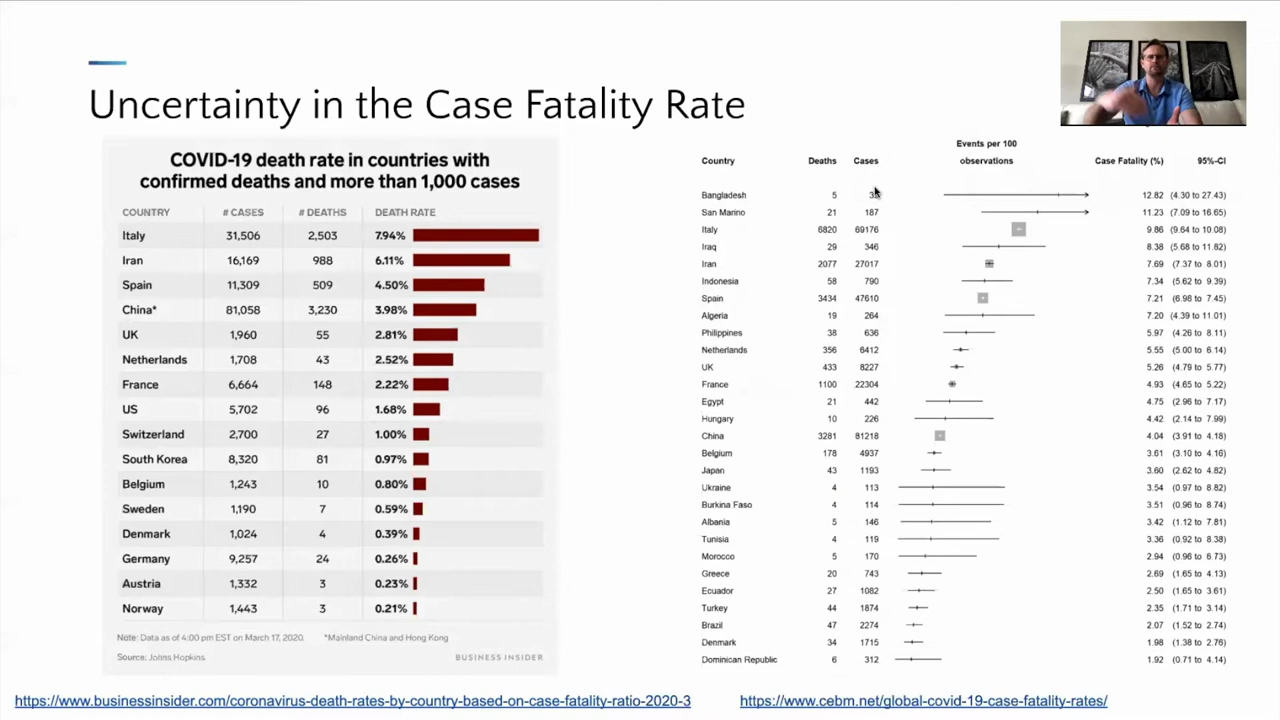 Uncertainty in the Case Fatality Rate
COVID-19 death rate in countries with
confirmed deaths and more than 1,000 cases
COUNTRY # CASES # DEATHS DEATH RATE
Italy 31,506 2,503 7.94%
Iran 16,169 988 6.11%
Spain 11,309 509 4.50%
China* 81,058 3,230 3.98%
UK 1,960 55 2.81%
Netherlands 1,708 43 2.52%
France 6,664 148 2.22%
US 5,702 96 1.68%
Switzerland 2,700 27 1.00%
South Korea 8,320 81 0.97%
Belgium 1,243 10 0.80%
Sweden 1,190 7 0.59%
Denmark 1,024 4 0.39%
Germany 9,257 24 0.26%
Austria 1,332 3 0.23%
Norway 1,443 3 0.21%
Note: Data as of 4:00 pm EST on March 17, 2020. *Mainland China and Hong Kong
Source: Johns Hopkins BUSINESS INSIDER
https://www.businessinsider.com/coronavirus-death-rates-by-country-based-on-case-fatality-ratio-2020-3
Events per 100
Country Deaths Cases observations Case Fatality (%) 95%-CI
Bangladesh 5 12.82 (4.30 to 27.43)
San Marino 21 187 11.23 (7.09 to 16.65)
Italy 6820 69176 9.86 (9.64 to 10.08)
Iraq 29 346 8.38 (5.68 to 11.82)
Iran 2077 27017 7.69 (7.37 to 8.01)
Indonesia 58 790 7.34 (5.62 to 9.39)
Spain 3434 47610 7.21 (6.98 to 7.45)
Algeria 19 264 7.20 (4.39 to 11.01)
Philippines 38 636 5.97 (4.26 to 8.11)
Netherlands 356 6412 5.55 (5.00 to 6.14)
UK 433 8227 5.26 (4.79 to 5.77)
France 1100 22304 4.93 (4.65 to 5.22)
Egypt 21 442 4.75 (2.96 to 7.17)
Hungary 10 226 4.42 (2.14 to 7.99)
China 3281 81218 4.04 (3.91 to 4.18)
Belgium 178 4937 3.61 (3.10 to 4.16)
Japan 43 1193 3.60 (2.62 to 4.82)
Ukraine 4 113 3.54 (0.97 to 8.82)
Burkina Faso 4 114 3.51 (0.96 to 8.74)
Albania 5 146 3.42 (1.12 to 7.81)
Tunisia 4 119 3.36 (0.92 to 8.38)
Morocco 5 170 2.94 (0.96 to 6.73)
Greece 20 743 2.69 (1.65 to 4.13)
Ecuador 27 1082 2.50 (1.65 to 3.61)
Turkey 44 1874 2.35 (1.71 to 3.14)
Brazil 47 2274 2.07 (1.52 to 2.74)
Denmark 34 1715 1.98 (1.38 to 2.76)
Dominican Republic 6 312 1.92 (0.71 to 4.14)
https://www.cebm.net/global-covid-19-case-fatality-rates/